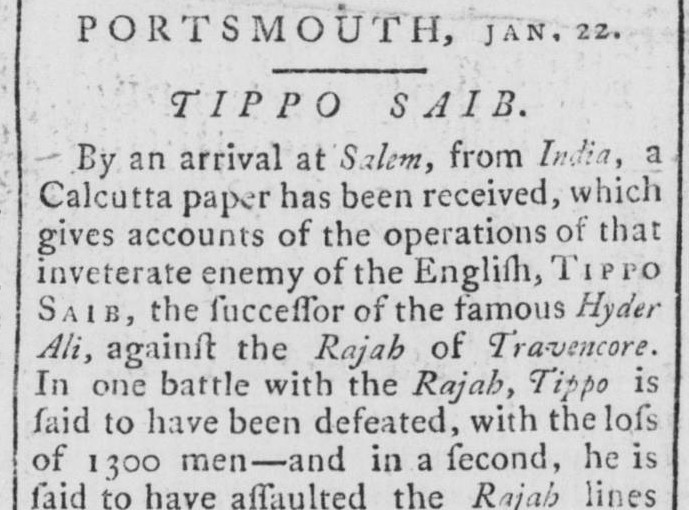 PORTSMOUTH, JAN. 22.
TIPPO SAIB.
By an arrival at Salem, from India, a
Calcutta paper has been received, which
gives accounts of the operations of that
inveterate enemy of the Engliſh, TIPPO
SAIB, the ſucceſſor of the famous Hyder
Ali, againſt the Rajah of Travencore.
In one battle with the Rajah, Tippo is
ſaid to have been defeated, with the loſs
of 1300 men—and in a ſecond, he is
ſaid to have aſſaulted the Rajah lines